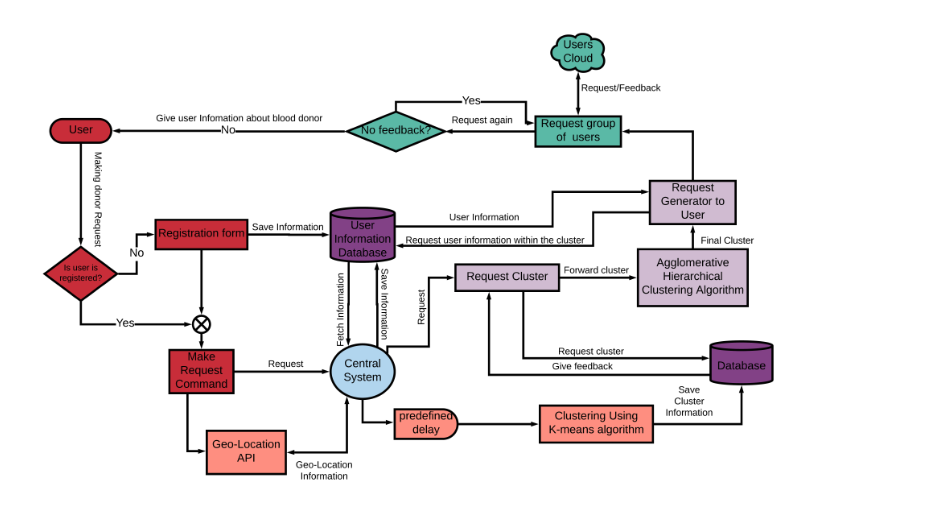 Users
Cloud
Request/Feedback
Yes
Give user Infomation about blood donor
No
No feedback?
Request again
Request group
of users
User
Making donor Request
Request
Generator to
User
Registration form
Save Information
User
Information
Database
User Information
Request user information within the cluster
Final Cluster
No
Is user is
registered?
Request Cluster
Forward cluster
Agglomerative
Hierarchical
Clustering Algorithm
Fetch Information
Save Information
Request
Yes
Make
Request
Command
Request
Central
System
Request cluster
Give feedback
Database
predefined
delay
Clustering Using
K-means algorithm
Save
Cluster
Information
Geo-Location
API
Geo-Location
Information